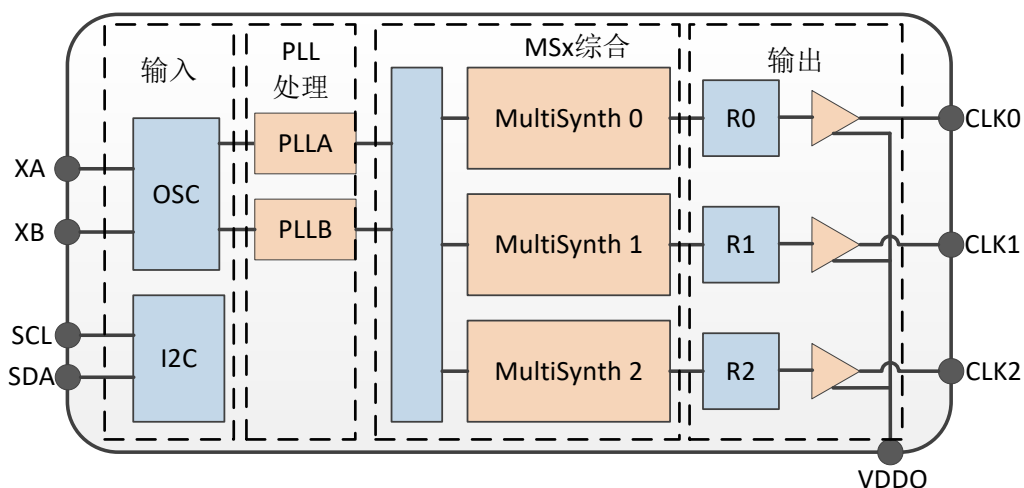 输入
PLL
处理
MSx综合
输出
XA
XB
SCL
SDA
OSC
I2C
PLLA
PLLB
MultiSynth 0
MultiSynth 1
MultiSynth 2
R0
R1
R2
CLK0
CLK1
CLK2
VDDO